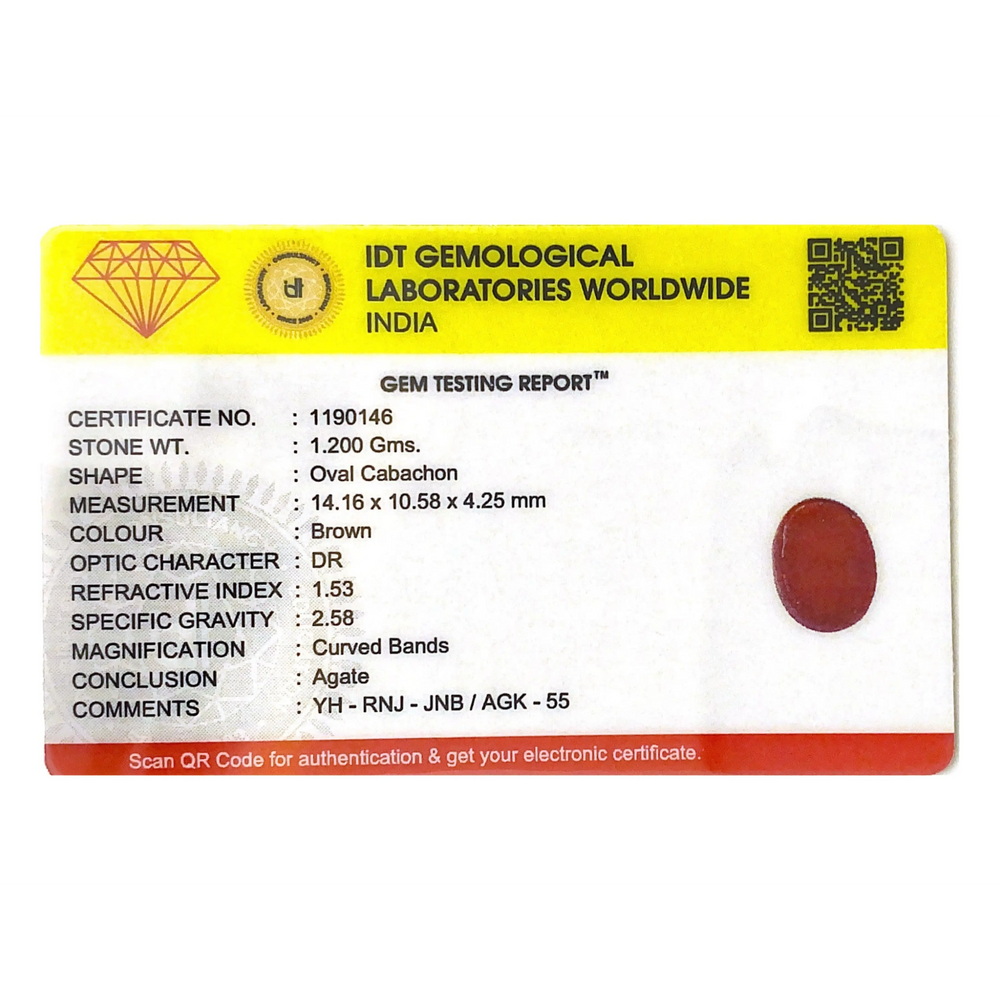 IDT GEMOLOGICAL
LABORATORIES WORLDWIDE
INDIA
CONSULTANCY
SINCE
idt
GEM TESTING REPORT™
CERTIFICATE NO. : 1190146
STONE WT. : 1.200 Gms.
SHAPE : Oval Cabachon
MEASUREMENT : 14.16 x 10.58 x 4.25 mm
COLOUR : Brown
OPTIC CHARACTER : DR
REFRACTIVE INDEX : 1.53
SPECIFIC GRAVITY : 2.58
MAGNIFICATION : Curved Bands
CONCLUSION : Agate
COMMENTS : YH - RNJ - JNB / AGK - 55
Scan QR Code for authentication & get your electronic certificate.